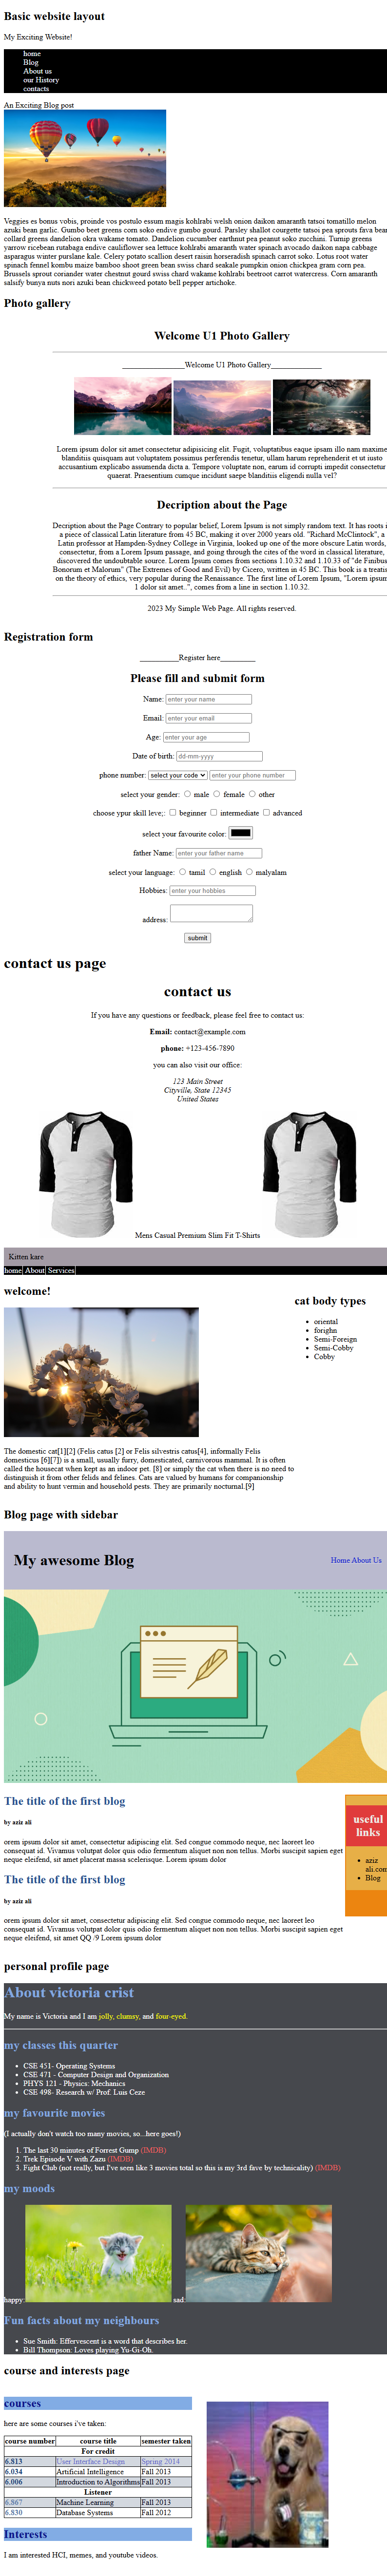 Basic website layout
My Exciting Website!
home
Blog
About us
our History
contacts
An Exciting Blog post
Veggies es bonus vobis, proinde vos postulo essum magis kohlrabi welsh onion daikon amaranth tatsoi tomatillo melon
azuki bean garlic. Gumbo beet greens corn soko endive gumbo gourd. Parsley shallot courgette tatsoi pea sprouts fava bean
collard greens dandelion okra wakame tomato. Dandelion cucumber earthnut pea peanut soko zucchini. Turnip greens
yarrow ricebean rutabaga endive cauliflower sea lettuce kohlrabi amaranth water spinach avocado daikon napa cabbage
asparagus winter purslane kale. Celery potato scallion desert raisin horseradish spinach carrot soko. Lotus root water
spinach fennel kombu maize bamboo shoot green bean swiss chard seakale pumpkin onion chickpea gram corn pea.
Brussels sprout coriander water chestnut gourd swiss chard wakame kohlrabi beetroot carrot watercress. Corn amaranth
salsify bunya nuts nori azuki bean chickweed potato bell pepper artichoke.
Photo gallery
Welcome U1 Photo Gallery
________________Welcome U1 Photo Gallery_____________
Lorem ipsum dolor sit amet consectetur adipisicing elit. Fugit, voluptatibus eaque ipsam illo nam maxime
blanditiis quisquam aut voluptatem possimus perferendis tenetur, ullam harum reprehenderit et ut iusto
accusantium explicabo assumenda dicta a. Tempore voluptate non, earum id corrupti impedit consectetur
quaerat. Praesentium cumque incidunt saepe blanditiis eligendi nulla vel?
Decription about the Page
Decription about the Page Contrary to popular belief, Lorem Ipsum is not simply random text. It has roots i
a piece of classical Latin literature from 45 BC, making it over 2000 years old. "Richard McClintock", a
Latin professor at Hampden-Sydney College in Virginia, looked up one of the more obscure Latin words,
consectetur, from a Lorem Ipsum passage, and going through the cites of the word in classical literature,
discovered the undoubtable source. Lorem Ipsum comes from sections 1.10.32 and 1.10.33 of "de Finibus
Bonorum et Malorum" (The Extremes of Good and Evil) by Cicero, written in 45 BC. This book is a treatis
on the theory of ethics, very popular during the Renaissance. The first line of Lorem Ipsum, "Lorem ipsum
1 dolor sit amet..", comes from a line in section 1.10.32.
2023 My Simple Web Page. All rights reserves.
Registration form
__________Register here_________
Please fill and submit form
Name: enter your name
Email: enter your email
Age: enter your age
Date of birth: dd-mm-yyyy
phone number: select your code enter your phone number
select your gender: male female other
choose ypur skill leve;: beginner intermediate advanced
select your favourite color:
father Name: enter your father name
select your language: tamil english malyalam
Hobbies: enter your hobbies
address:
submit
contact us page
contact us
If you have any questions or feedback, please feel free to contact us:
Email: contact@example.com
phone: +123-456-7890
you can also visit our office:
123 Main Street
Cityville, State 12345
United States
Mens Casual Premium Slim Fit T-Shirts
Kitten kare
home About Services
welcome!
cat body types
oriental
forighn
Semi-Foreign
Semi-Cobby
Cobby
The domestic cat[1][2] (Felis catus [2] or Felis silvestris catus[4], informally Felis
domesticus [6][7]) is a small, usually furry, domesticated, carnivorous mammal. It is often
called the housecat when kept as an indoor pet. [8] or simply the cat when there is no need to
distinguish it from other felids and felines. Cats are valued by humans for companionship
and ability to hunt vermin and household pests. They are primarily nocturnal.[9]
Blog page with sidebar
My awesome Blog
Home About Us
The title of the first blog
by aziz ali
orem ipsum dolor sit amet, consectetur adipiscing elit. Sed congue commodo neque, nec laoreet leo
consequat id. Vivamus volutpat dolor quis odio fermentum aliquet non non tellus. Morbi suscipit sapien eget
neque eleifend, sit amet placerat massa scelerisque. Lorem ipsum dolor
The title of the first blog
by aziz ali
orem ipsum dolor sit amet, consectetur adipiscing elit. Sed congue commodo neque, nec laoreet leo
consequat id. Vivamus volutpat dolor quis odio fermentum aliquet non non tellus. Morbi suscipit sapien eget
neque eleifend, sit amet QQ /9 Lorem ipsum dolor
useful
links
aziz
ali.com
Blog
personal profile page
About victoria crist
My name is Victoria and I am jolly, clumsy, and four-eyed.
my classes this quarter
CSE 451- Operating Systems
CSE 471 - Computer Design and Organization
PHYS 121 - Physics: Mechanics
CSE 498- Research w/ Prof. Luis Ceze
my favourite movies
(I actually don't watch too many movies, so...here goes!)
1. The last 30 minutes of Forrest Gump (IMDB)
2. Trek Episode V with Zazu (IMDB)
3. Fight Club (not really, but I've seen like 3 movies total so this is my 3rd fave by technicality) (IMDB)
my moods
happy: sad:
Fun facts about my neighbours
Sue Smith: Effervescent is a word that describes her.
Bill Thompson: Loves playing Yu-Gi-Oh.
course and interests page
courses
here are some courses i've taken:
course number course title semester taken
For credit
6.813 User Interface Design Spring 2014
6.034 Artificial Intelligence Fall 2013
6.006 Introduction to Algorithms Fall 2013
Listener
6.867 Machine Learning Fall 2013
6.830 Database Systems Fall 2012
Interests
I am interested HCI, memes, and youtube videos.